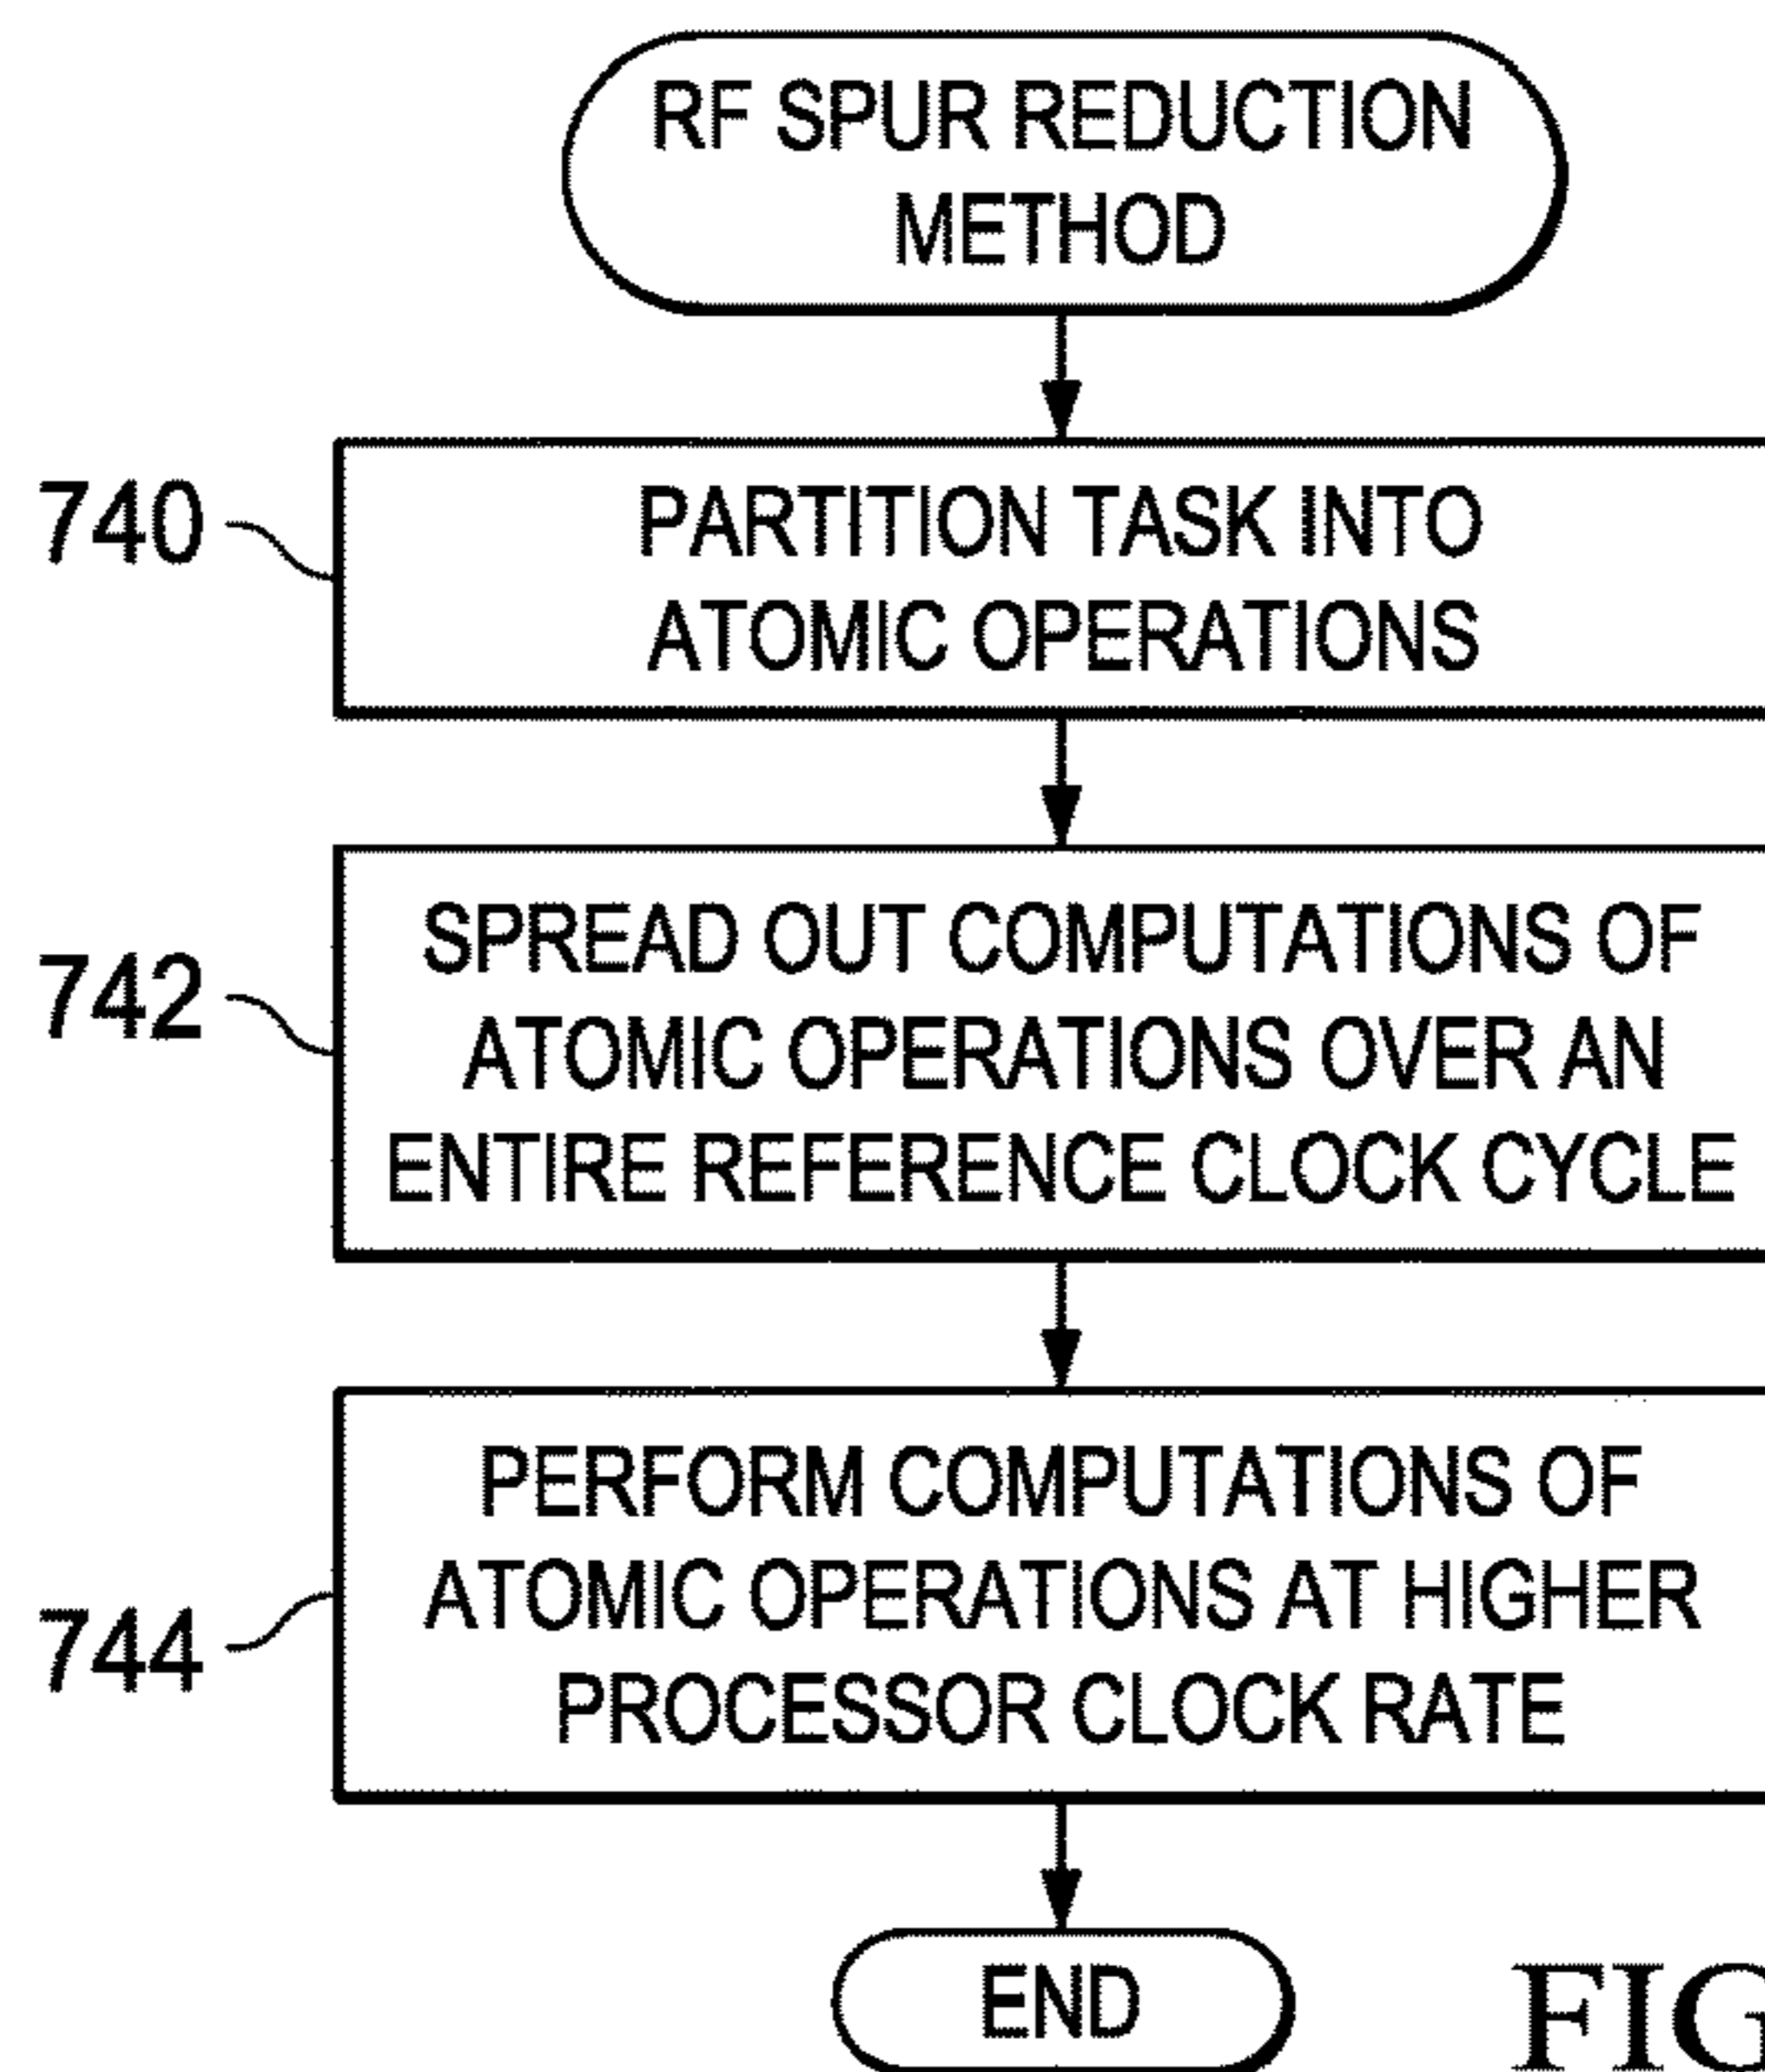 RF SPUR REDUCTION
METHOD
740
PARTITION TASK INTO
ATOMIC OPERATIONS
742
SPREAD OUT COMPUTATIONS OF
ATOMIC OPERATIONS OVER AN
ENTIRE REFERENCE CLOCK CYCLE
744
PERFORM COMPUTATIONS OF
ATOMIC OPERATIONS AT HIGHER
PROCESSOR CLOCK RATE
END
FIG